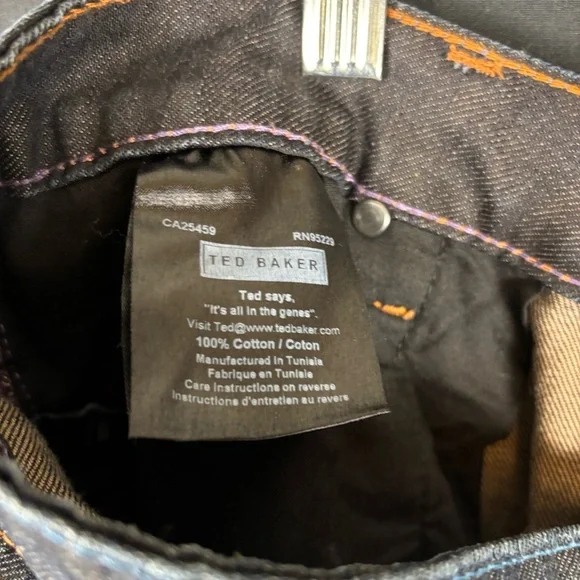 CA25459 RN95229
TED BAKER
Ted says,
"It's all in the genes".
Visit Ted@www.tedbaker.com
100% Cotton / Coton
Manufactured in Tunisia
Fabrique en Tunisie
Care Instructions on reverse
Instructions d'entretien au revers